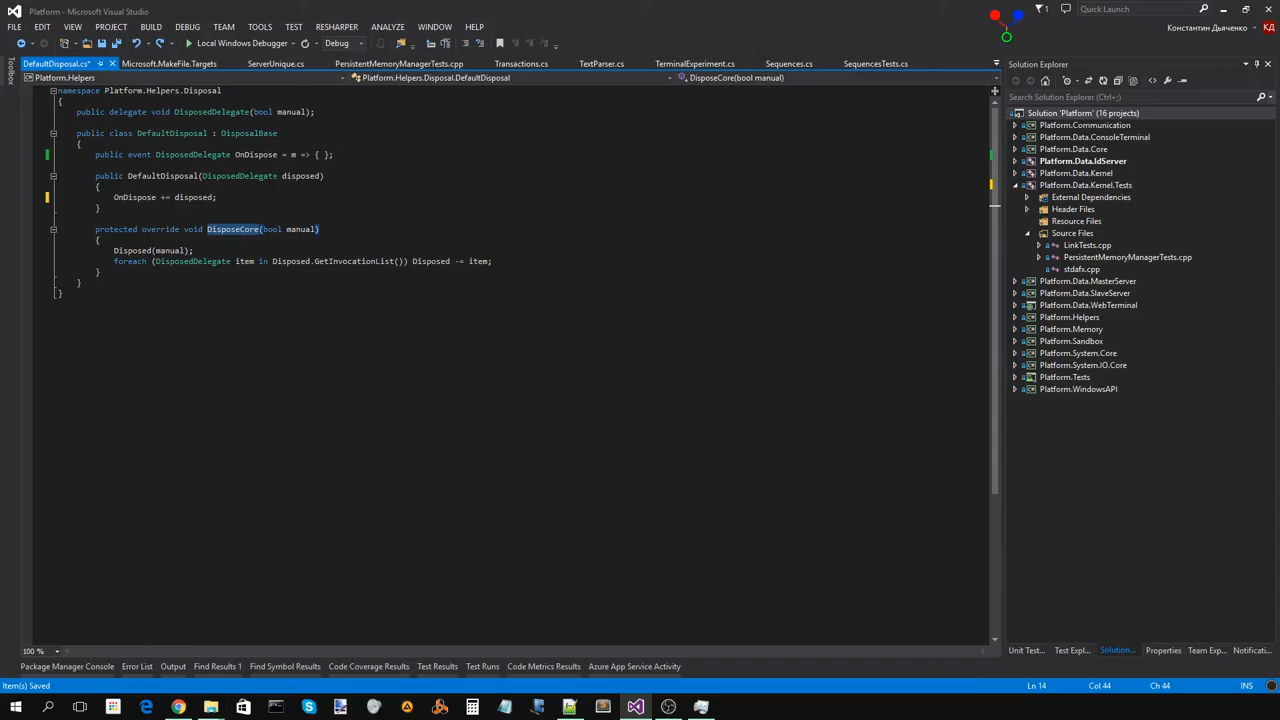 Platform - Microsoft Visual Studio
1
Quick Launch (Ctrl+Q)
FILE EDIT VIEW PROJECT BUILD DEBUG TEAM TOOLS TEST RESHARPER ANALYZE WINDOW HELP
Константин Дьяченко КД
Local Windows Debugger Debug
Toolbox
DefaultDisposal.cs* Microsoft.MakeFile.Targets ServerUnique.cs PersistentMemoryManagerTests.cpp Transactions.cs TextParser.cs TerminalExperiment.cs Sequences.cs SequencesTests.cs
Platform.Helpers Platform.Helpers.Disposal.DefaultDisposal DisposeCore(bool manual)
namespace Platform.Helpers.Disposal
{
public delegate void DisposedDelegate(bool manual);
public class DefaultDisposal : DisposalBase
{
public event DisposedDelegate OnDispose = m => { };
public DefaultDisposal(DisposedDelegate disposed)
{
OnDispose += disposed;
}
protected override void DisposeCore(bool manual)
{
Disposed(manual);
foreach (DisposedDelegate item in Disposed.GetInvocationList()) Disposed -= item;
}
}
}
100 %
Solution Explorer
Search Solution Explorer (Ctrl+;)
Solution 'Platform' (16 projects)
Platform.Communication
Platform.Data.ConsoleTerminal
Platform.Data.Core
Platform.Data.IdServer
Platform.Data.Kernel
Platform.Data.Kernel.Tests
External Dependencies
Header Files
Resource Files
Source Files
LinkTests.cpp
PersistentMemoryManagerTests.cpp
stdafx.cpp
Platform.Data.MasterServer
Platform.Data.SlaveServer
Platform.Data.WebTerminal
Platform.Helpers
Platform.Memory
Platform.Sandbox
Platform.System.Core
Platform.System.IO.Core
Platform.Tests
Platform.WindowsAPI
Unit Test... Test Expl... Solution... Properties Team Exp... Notificati...
Package Manager Console Error List Output Find Results 1 Find Symbol Results Code Coverage Results Test Results Test Runs Code Metrics Results Azure App Service Activity
Item(s) Saved Ln 14 Col 44 Ch 44 INS